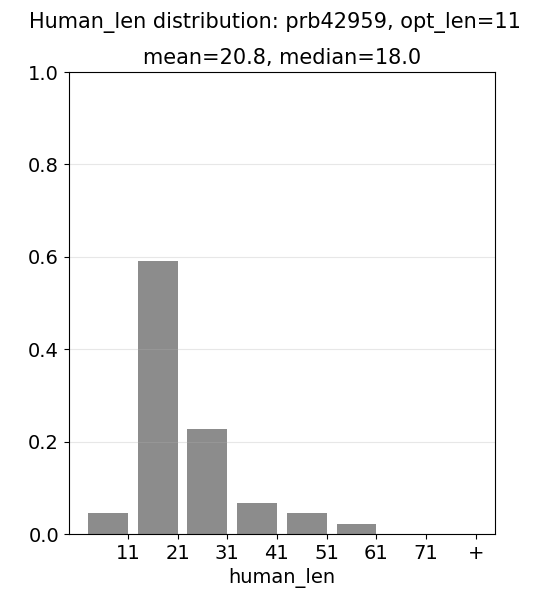 Human_len distribution: prb42959, opt_len=11
mean=20.8, median=18.0
1.0
0.8
0.6
0.4
0.2
0.0
11 21 31 41 51 61 71 +
human_len